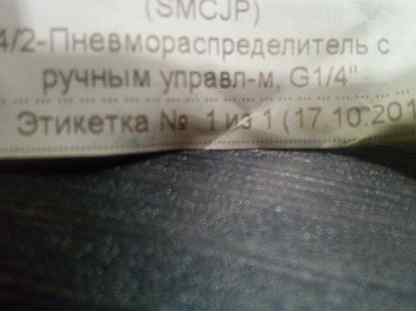 (SMCJP)
4/2-Пневмораспределитель с
ручным управл-м, G1/4"
Этикетка № 1 из 1 (17.10.201